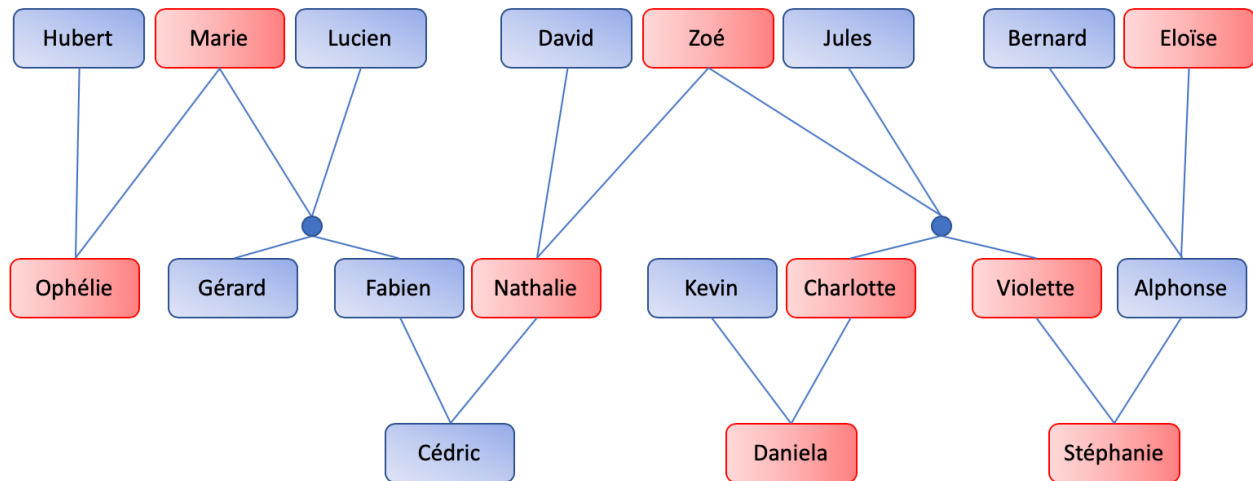 Hubert
Marie
Lucien
David
Zoé
Jules
Bernard
Eloïse
Ophélie
Gérard
Fabien
Nathalie
Kevin
Charlotte
Violette
Alphonse
Cédric
Daniela
Stéphanie